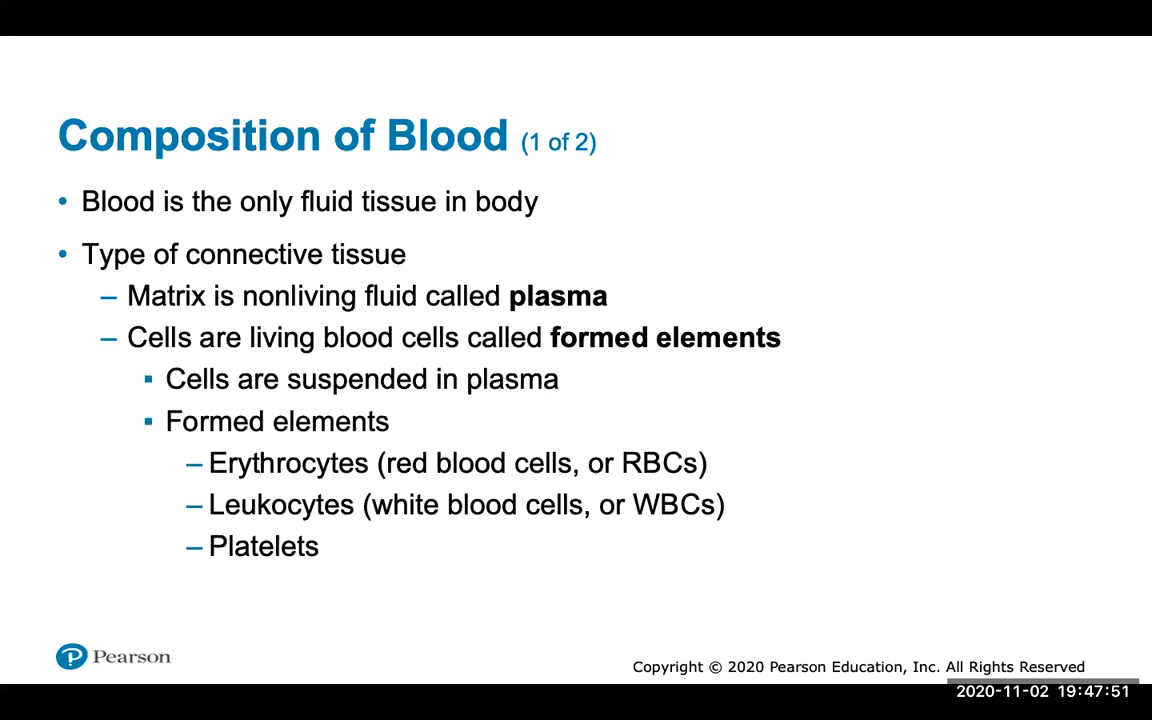 Composition of Blood (1 of 2)
• Blood is the only fluid tissue in body
• Type of connective tissue
– Matrix is nonliving fluid called plasma
– Cells are living blood cells called formed elements
▪ Cells are suspended in plasma
▪ Formed elements
– Erythrocytes (red blood cells, or RBCs)
– Leukocytes (white blood cells, or WBCs)
– Platelets
P Pearson
Copyright © 2020 Pearson Education, Inc. All Rights Reserved
2020-11-02 19:47:51